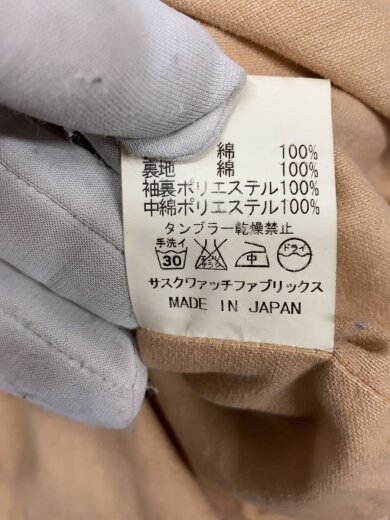 綿 100%
裏地 綿 100%
袖裏ポリエステル100%
中綿ポリエステル100%
タンブラー乾燥禁止
手洗イ 30 中 ドライ
サスクワァッチファブリックス
MADE IN JAPAN